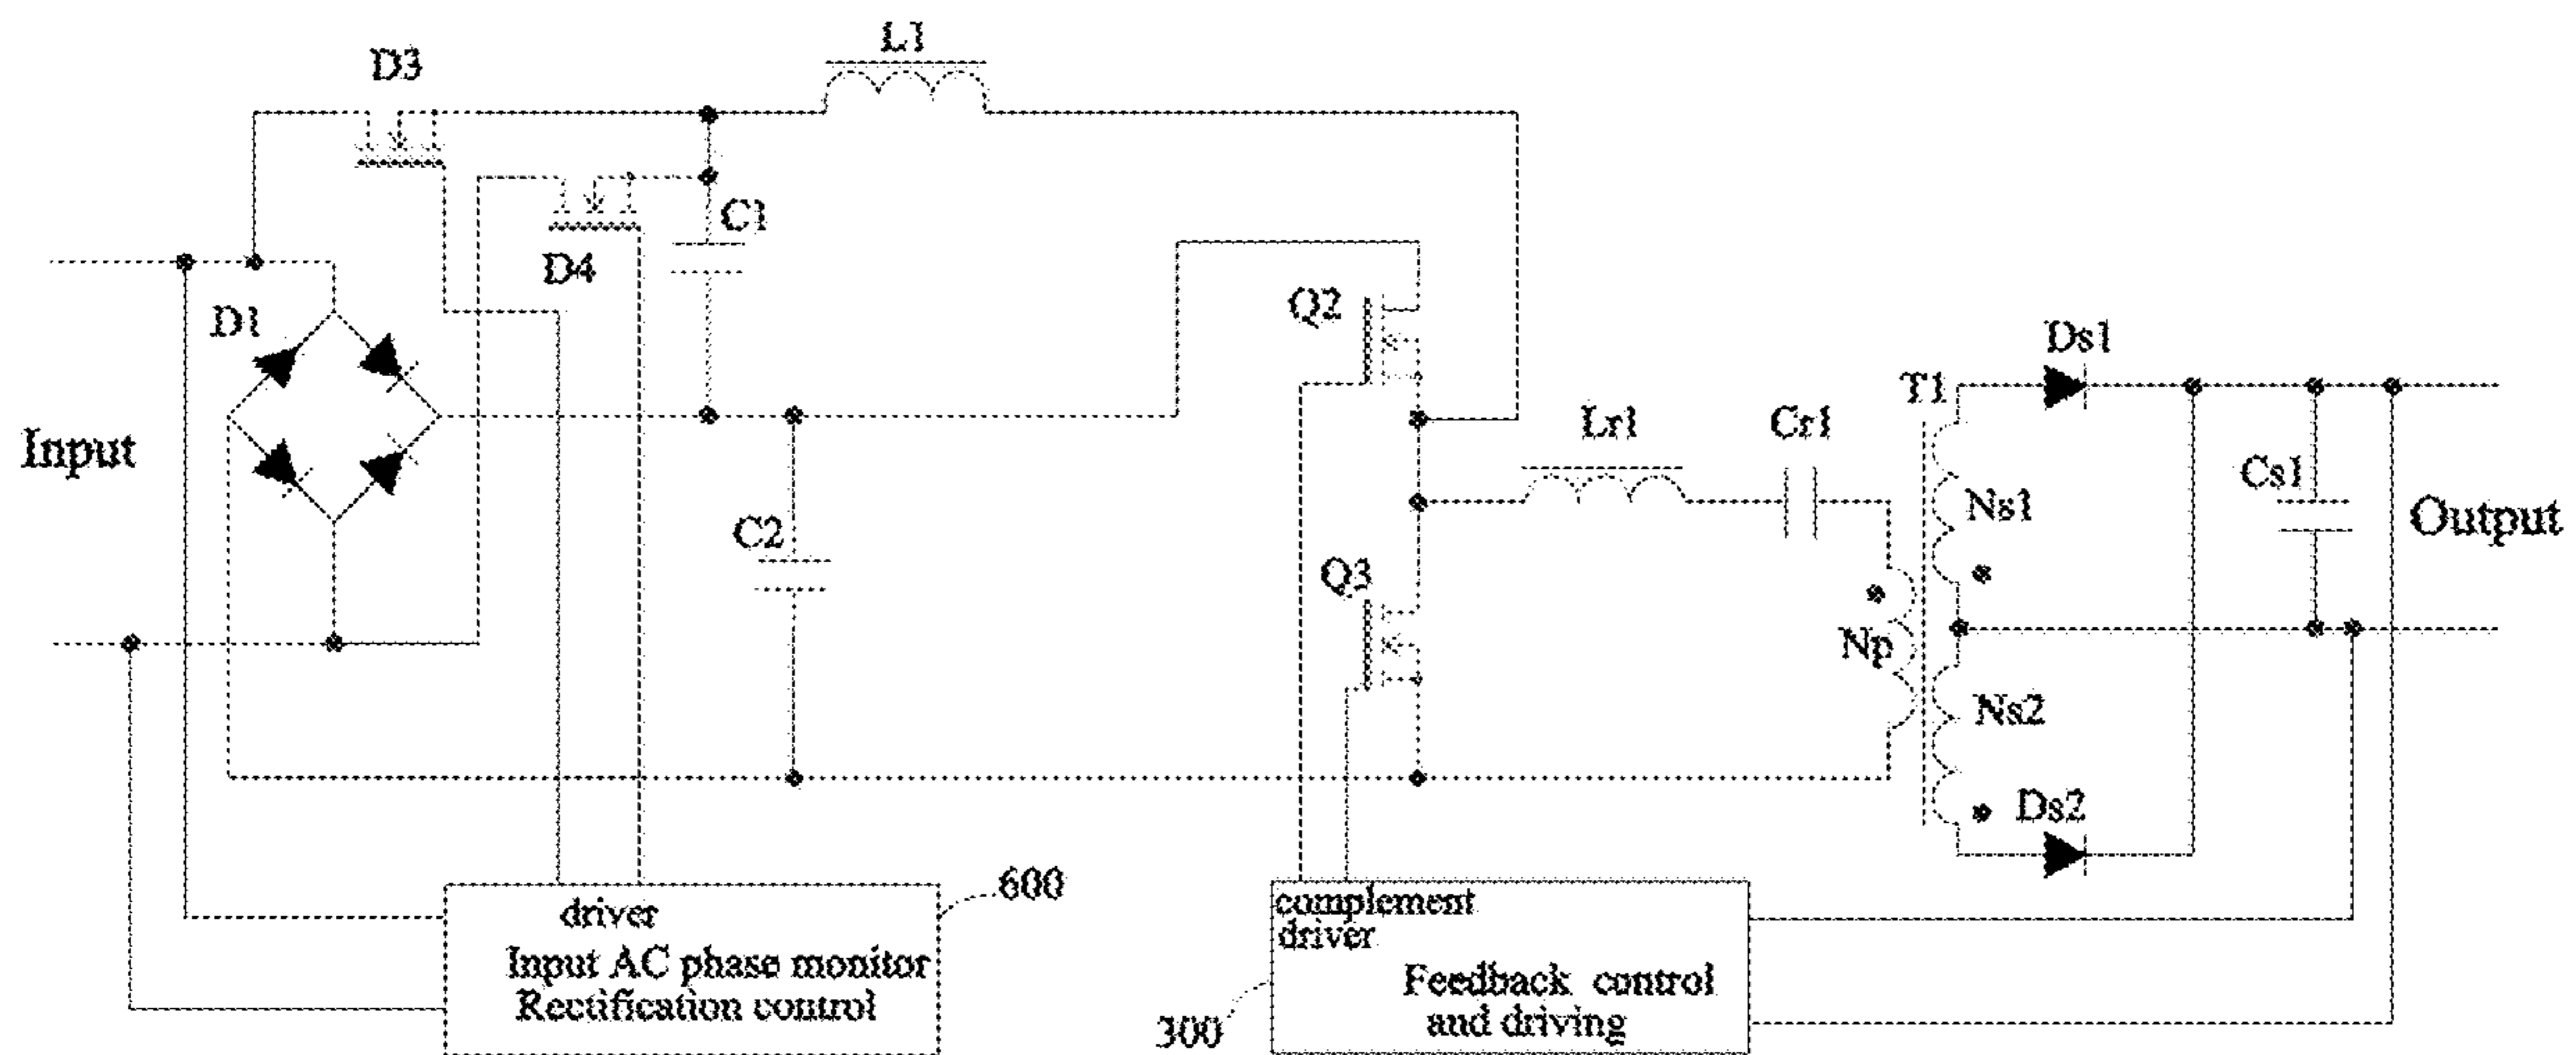 L1
D3
C1
D4
Q2
D1
Ds1
T1
Lr1
Cr1
Input
Cs1
Ns1
Output
C2
Q3
Np
Ns2
Ds2
600
driver
Input AC phase monitor
Rectification control
complement
driver
Feedback control
and driving
300